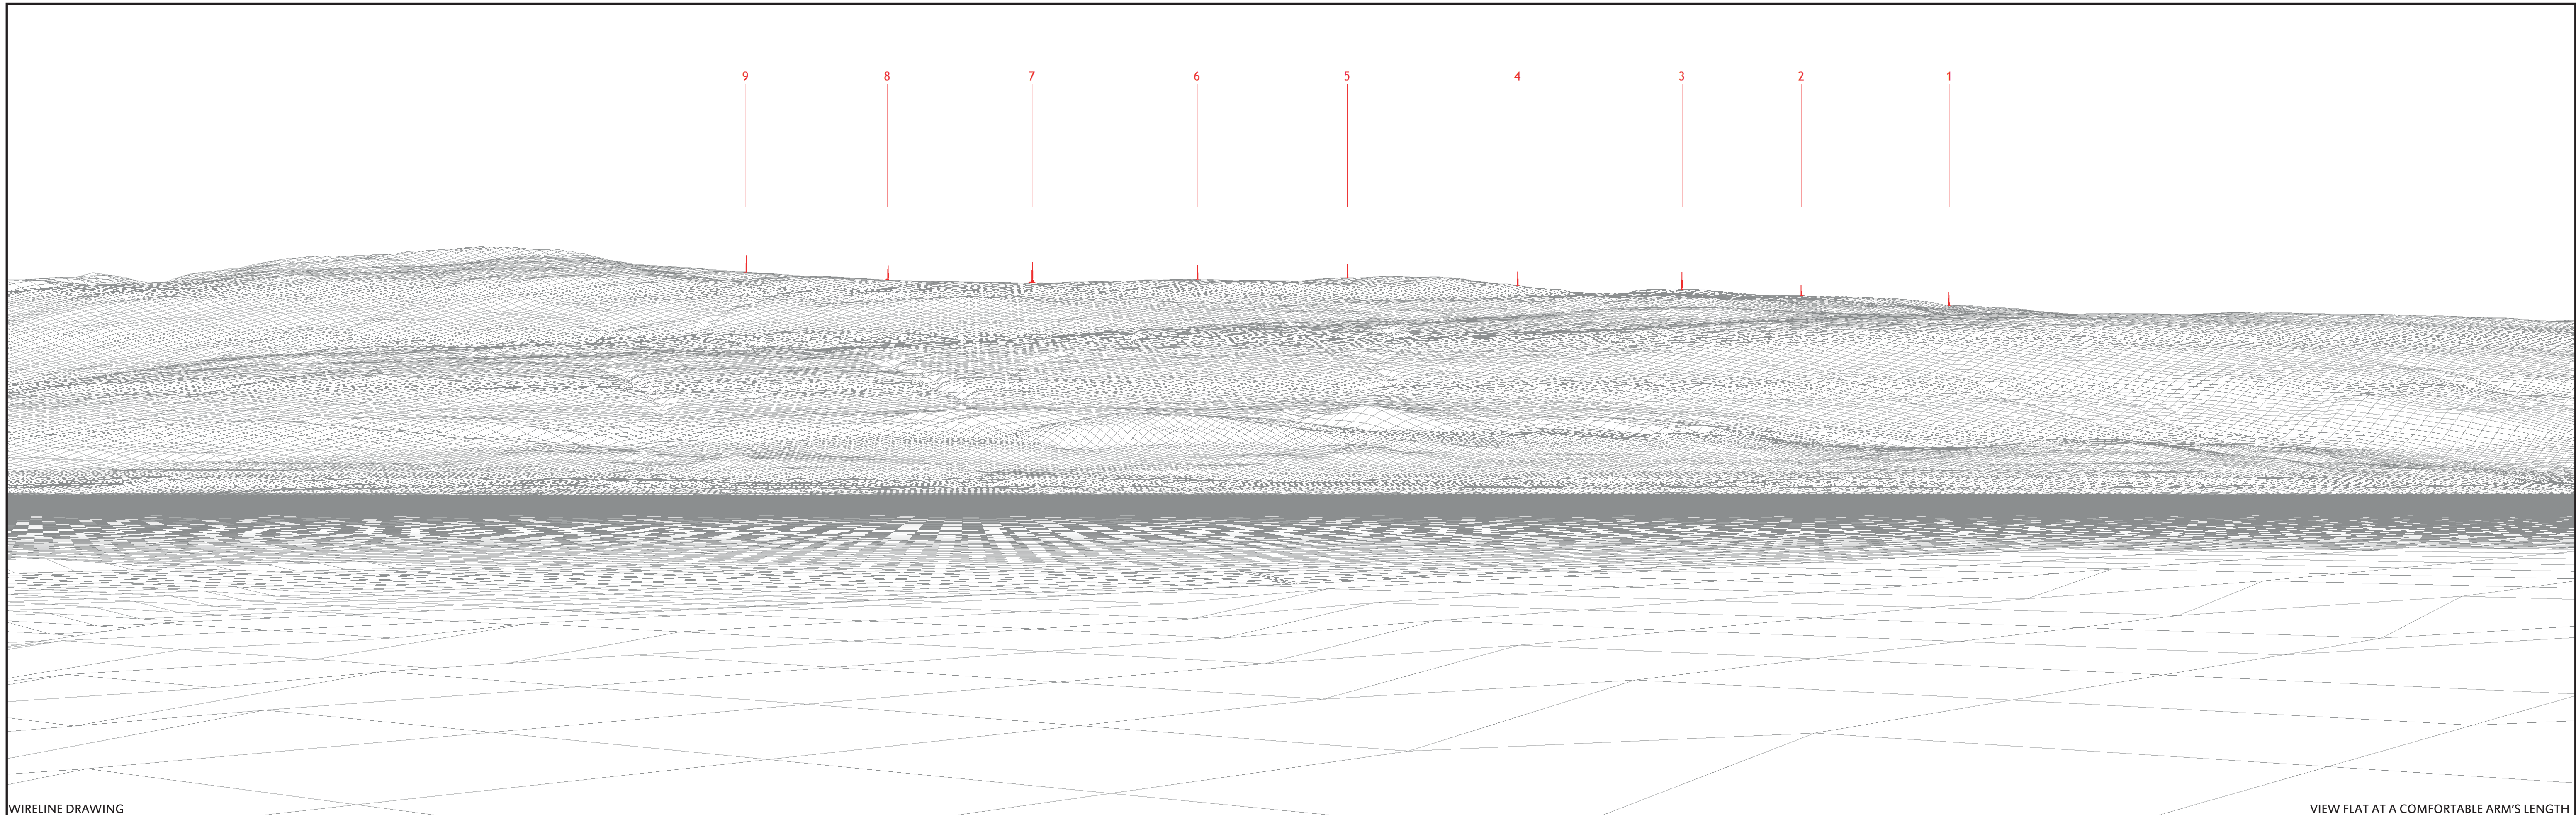 9 8 7 6 5 4 3 2 1
WIRELINE DRAWING
VIEW FLAT AT A COMFORTABLE ARM'S LENGTH